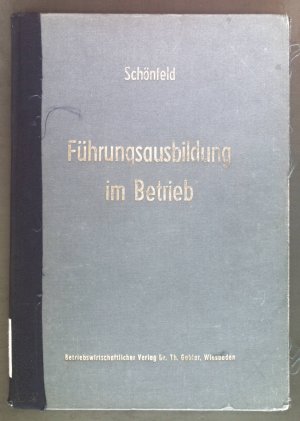 Schönfeld
Führungsausbildung
im Betrieb
Betriebswirtschaftlicher Verlag Dr. Th. Gabler, Wiesbaden